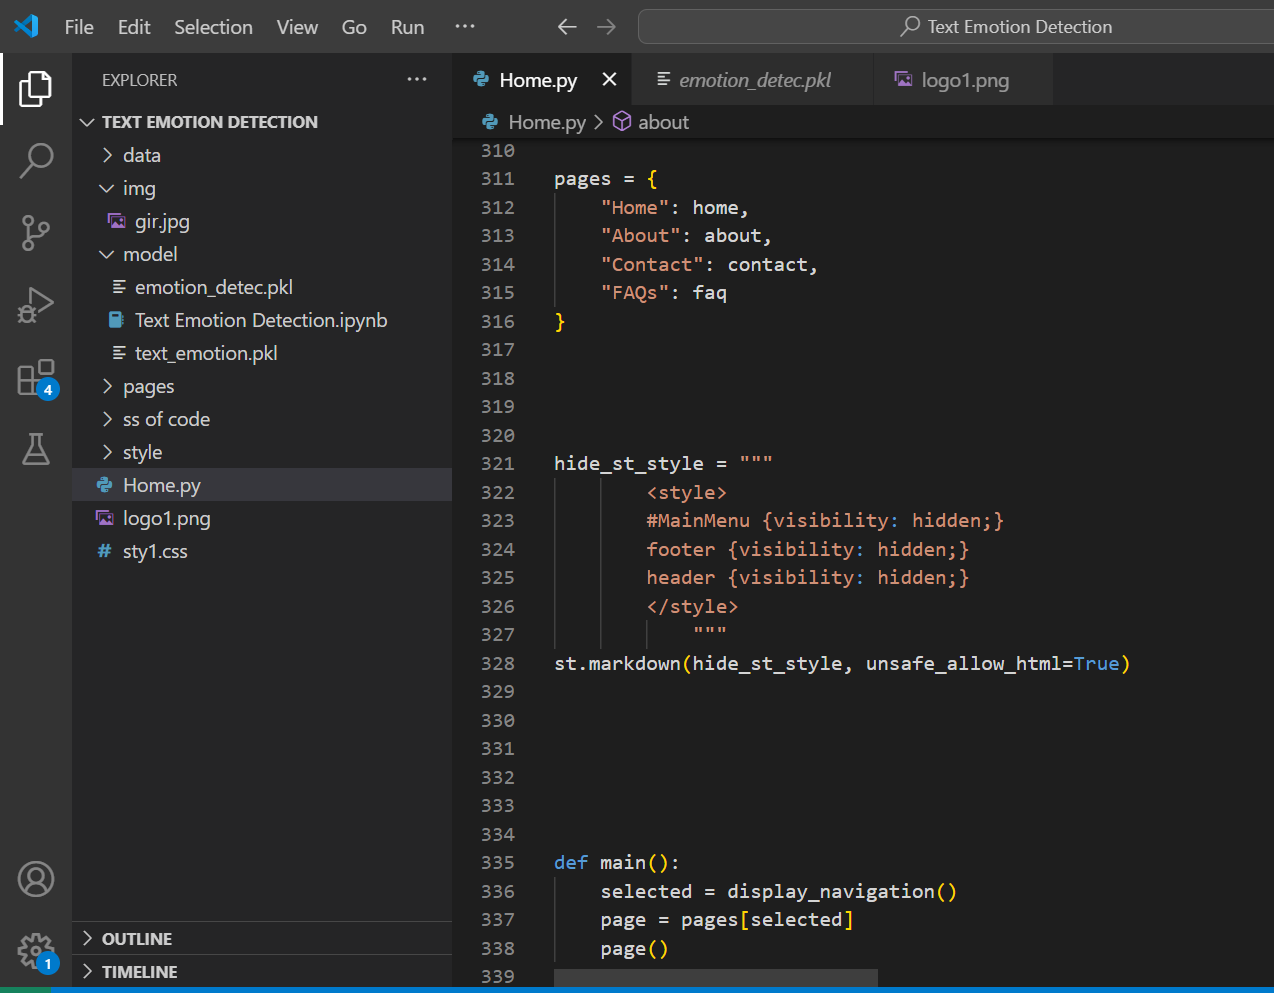 File Edit Selection View Go Run ···
Text Emotion Detection
EXPLORER ···
TEXT EMOTION DETECTION
data
img
gir.jpg
model
emotion_detec.pkl
Text Emotion Detection.ipynb
text_emotion.pkl
pages
ss of code
style
Home.py
logo1.png
# sty1.css
OUTLINE
TIMELINE
4
1
Home.py emotion_detec.pkl logo1.png
Home.py > about
310
311 pages = {
312     "Home": home,
313     "About": about,
314     "Contact": contact,
315     "FAQs": faq
316 }
317
318
319
320
321 hide_st_style = """
322         <style>
323         #MainMenu {visibility: hidden;}
324         footer {visibility: hidden;}
325         header {visibility: hidden;}
326         </style>
327             """
328 st.markdown(hide_st_style, unsafe_allow_html=True)
329
330
331
332
333
334
335 def main():
336     selected = display_navigation()
337     page = pages[selected]
338     page()
339